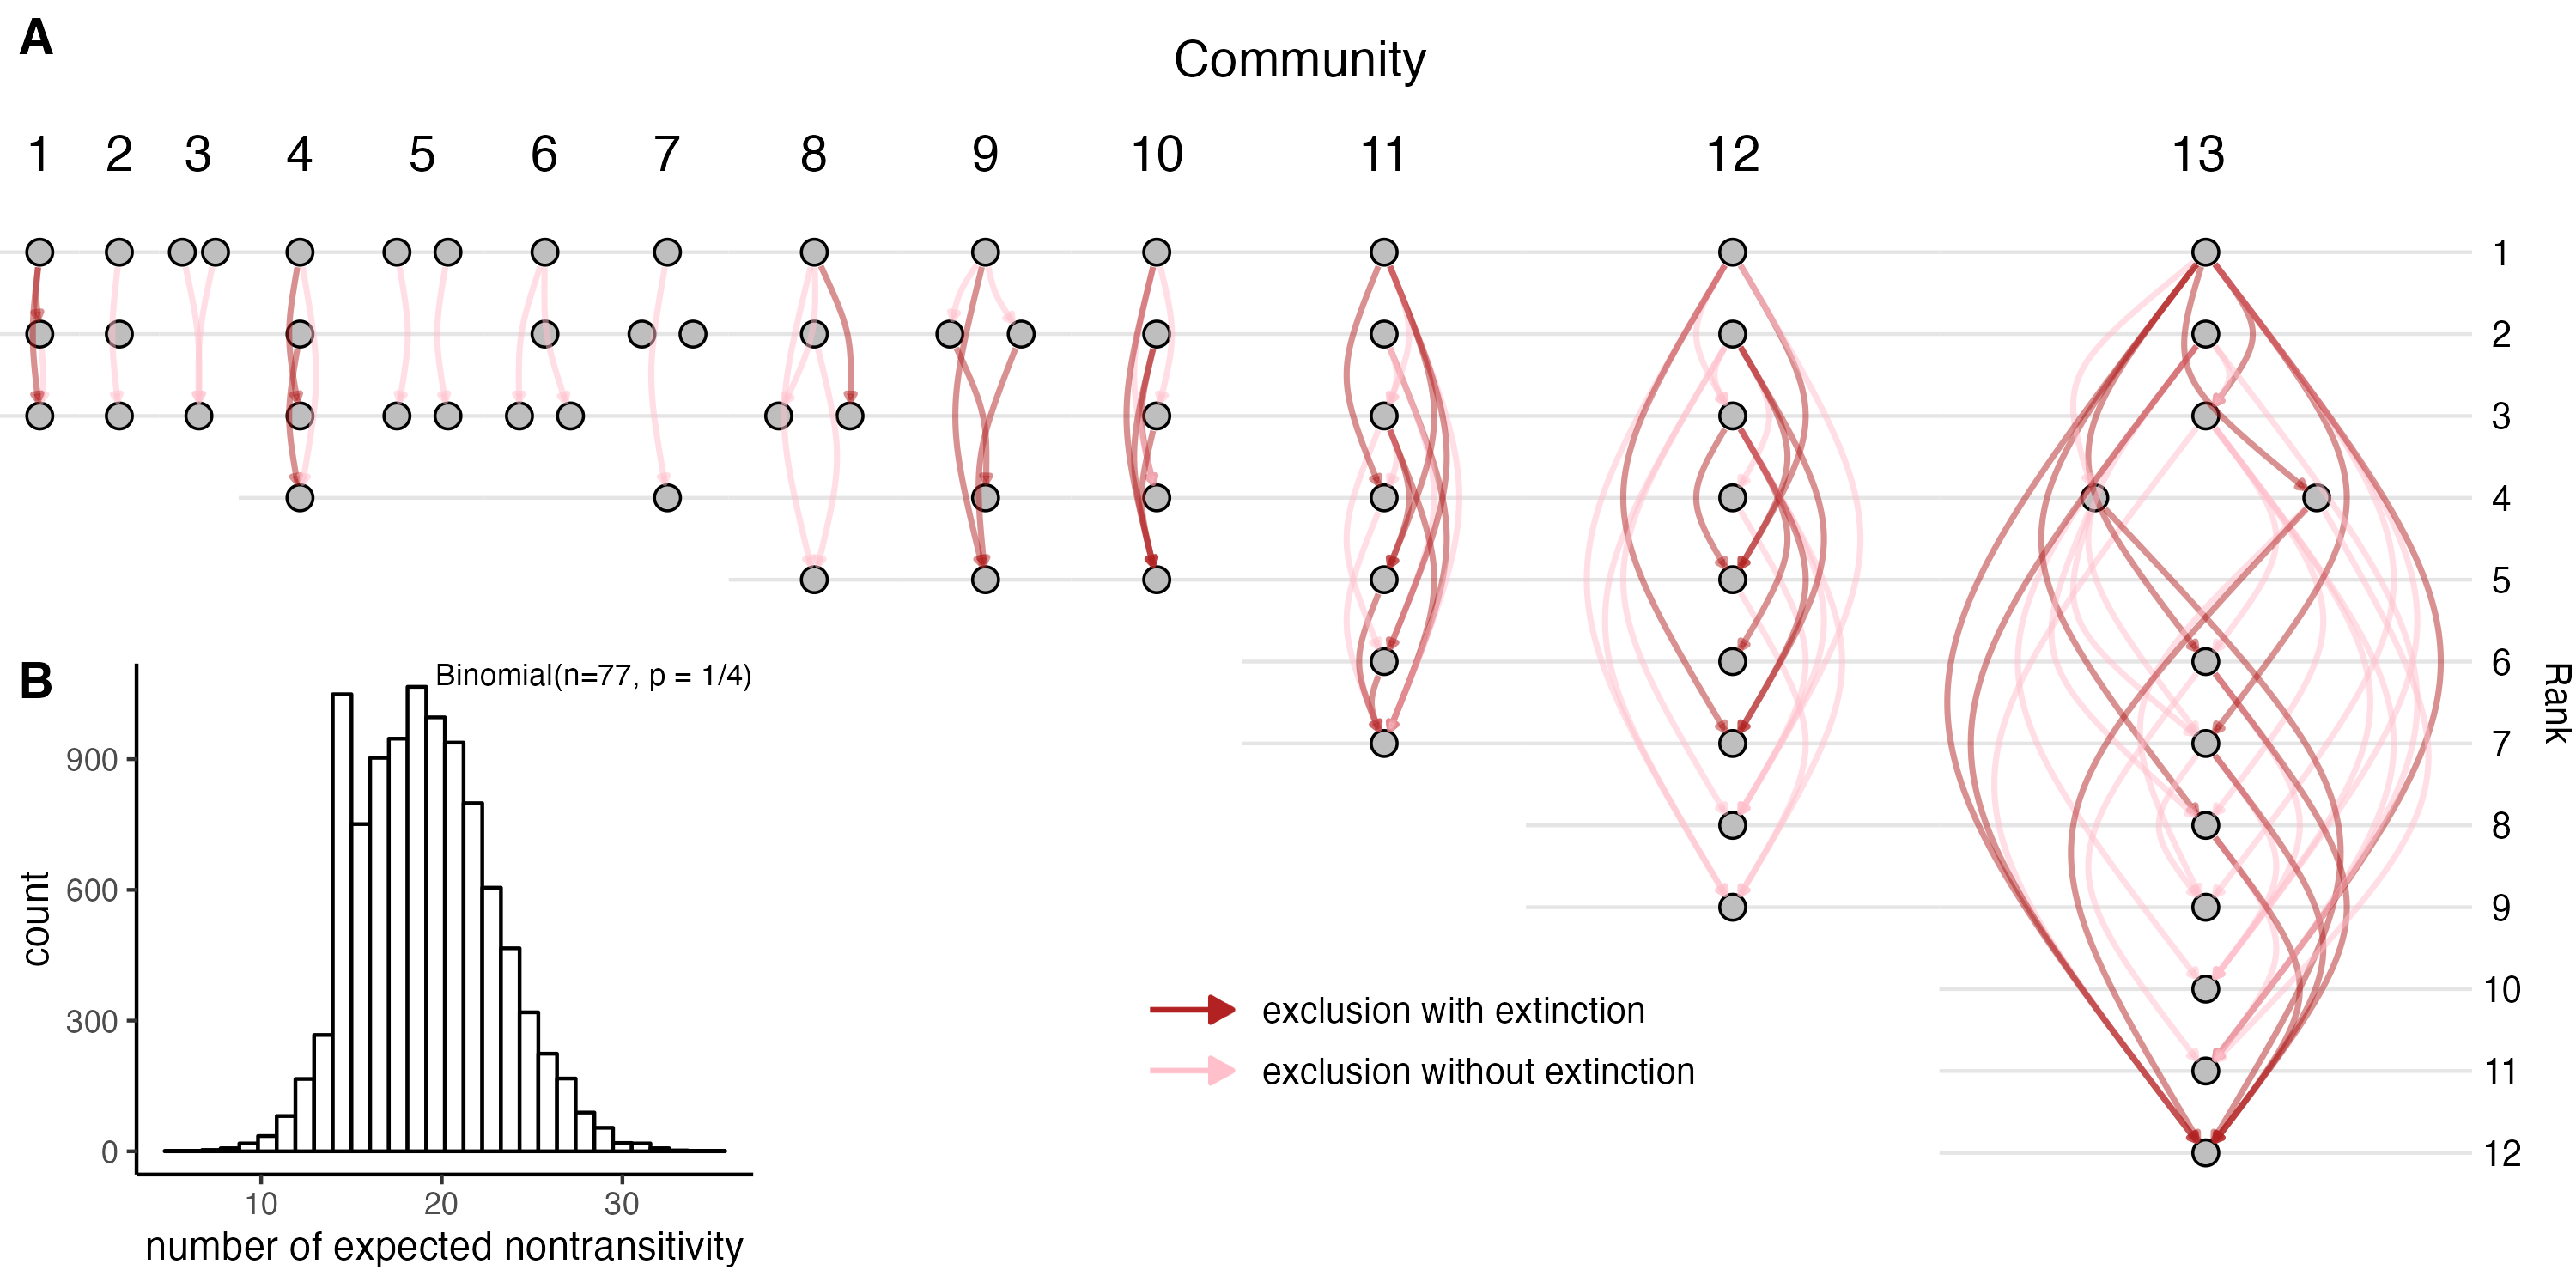 A
Community
1 2 3 4 5 6 7 8 9 10 11 12 13
1
2
3
4
5
6
7
8
9
10
11
12
Rank
B
Binomial(n=77, p = 1/4)
900
600
300
0
count
10 20 30
number of expected nontransitivity
exclusion with extinction
exclusion without extinction